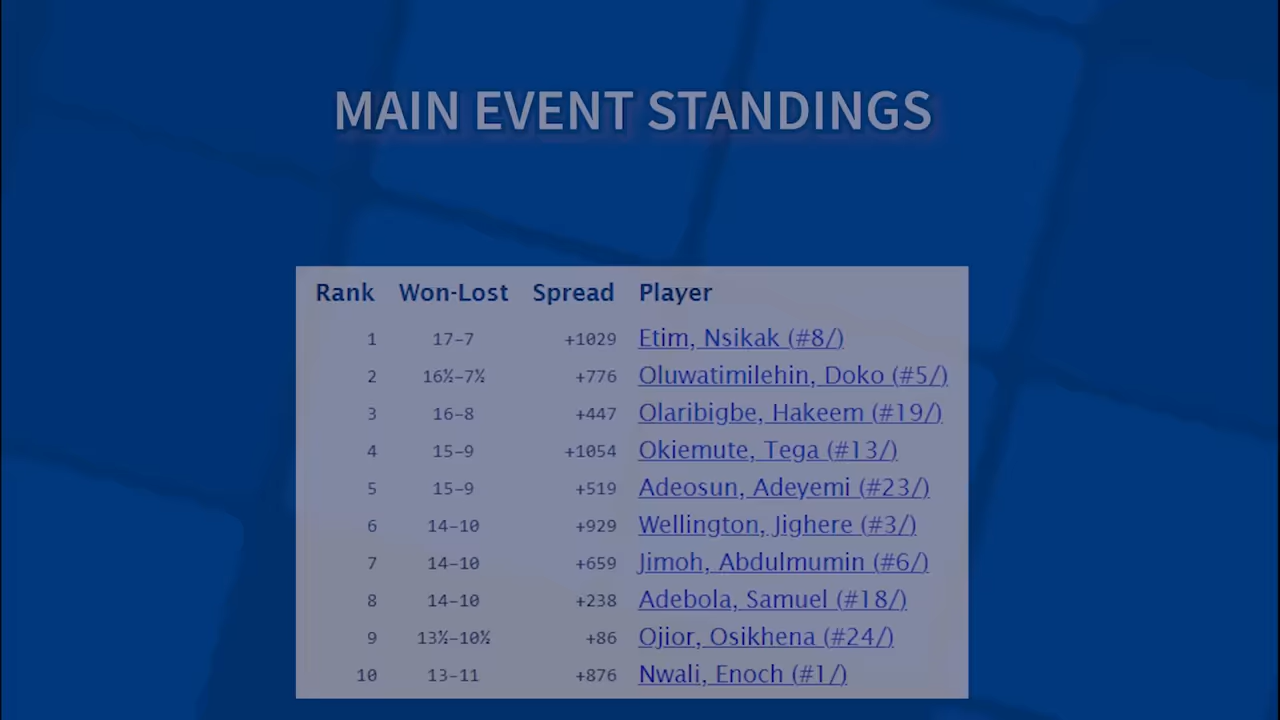 MAIN EVENT STANDINGS
Rank Won-Lost Spread Player
1 17-7 +1029 Etim, Nsikak (#8/)
2 16½-7½ +776 Oluwatimilehin, Doko (#5/)
3 16-8 +447 Olaribigbe, Hakeem (#19/)
4 15-9 +1054 Okiemute, Tega (#13/)
5 15-9 +519 Adeosun, Adeyemi (#23/)
6 14-10 +929 Wellington, Jighere (#3/)
7 14-10 +659 Jimoh, Abdulmumin (#6/)
8 14-10 +238 Adebola, Samuel (#18/)
9 13½-10½ +86 Ojior, Osikhena (#24/)
10 13-11 +876 Nwali, Enoch (#1/)